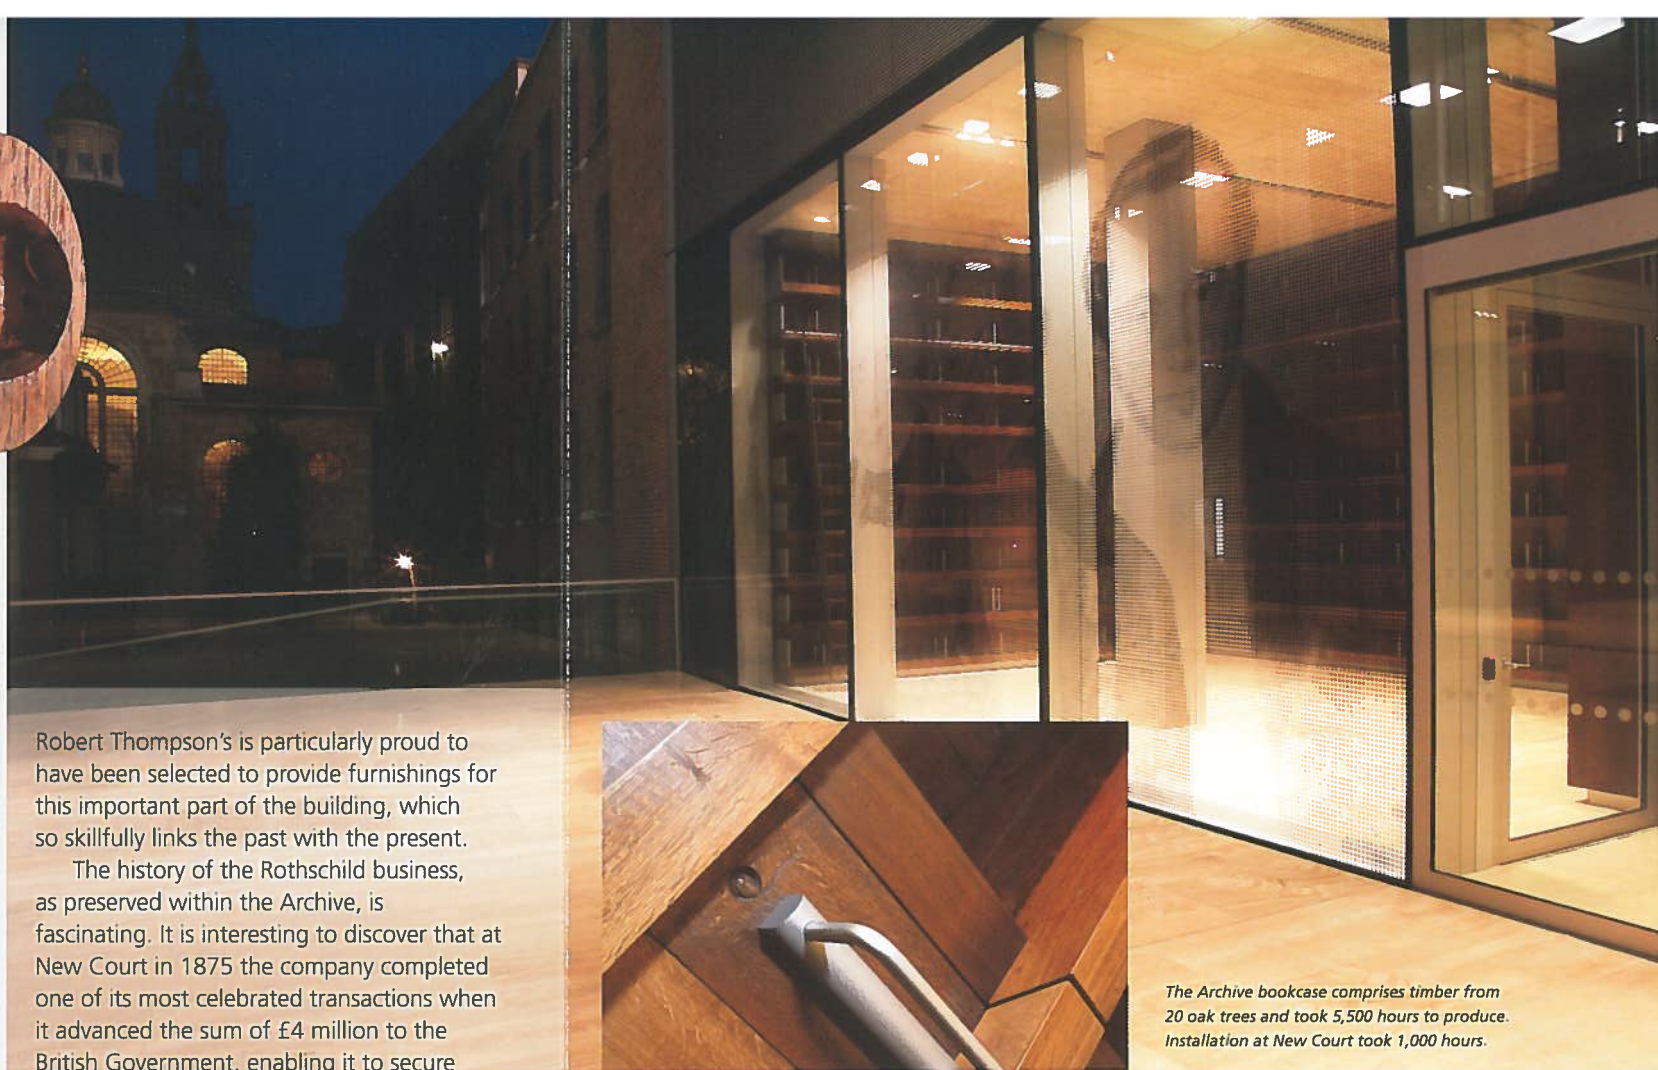 Robert Thompson's is particularly proud to
have been selected to provide furnishings for
this important part of the building, which
so skillfully links the past with the present.
The history of the Rothschild business,
as preserved within the Archive, is
fascinating. It is interesting to discover that at
New Court in 1875 the company completed
one of its most celebrated transactions when
it advanced the sum of £4 million to the
British Government, enabling it to secure
The Archive bookcase comprises timber from
20 oak trees and took 5,500 hours to produce.
Installation at New Court took 1,000 hours.